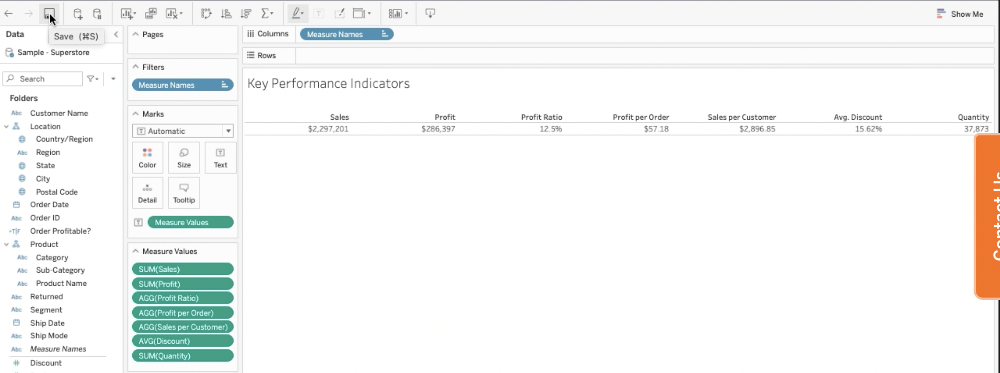 Show Me
Save (⌘S)
Data
Sample - Superstore
Search
Folders
Abc Customer Name
Location
Country/Region
Abc Region
State
City
Postal Code
Order Date
Abc Order ID
=T|F Order Profitable?
Product
Abc Category
Abc Sub-Category
Abc Product Name
Abc Returned
Abc Segment
Ship Date
Abc Ship Mode
Abc Measure Names
# Discount
Pages
Filters
Measure Names
Marks
Automatic
Color Size Text
Detail Tooltip
Measure Values
Measure Values
SUM(Sales)
SUM(Profit)
AGG(Profit Ratio)
AGG(Profit per Order)
AGG(Sales per Customer)
AVG(Discount)
SUM(Quantity)
Columns Measure Names
Rows
Key Performance Indicators
Sales Profit Profit Ratio Profit per Order Sales per Customer Avg. Discount Quantity
$2,297,201 $286,397 12.5% $57.18 $2,896.85 15.62% 37,873
Contact Us